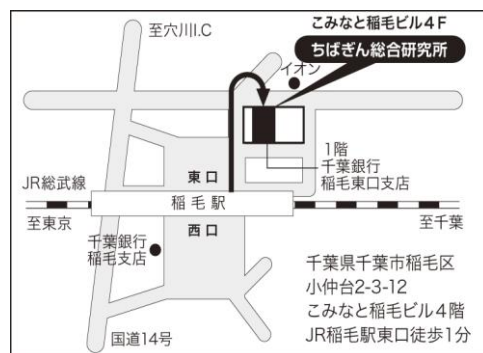 至穴川I.C
こみなと稲毛ビル4F
ちばぎん総合研究所
イオン
1階
千葉銀行
稲毛東口支店
東口
JR総武線
稲毛駅
至東京
至千葉
西口
千葉銀行
稲毛支店
千葉県千葉市稲毛区
小仲台2-3-12
こみなと稲毛ビル4階
JR稲毛駅東口徒歩1分
国道14号